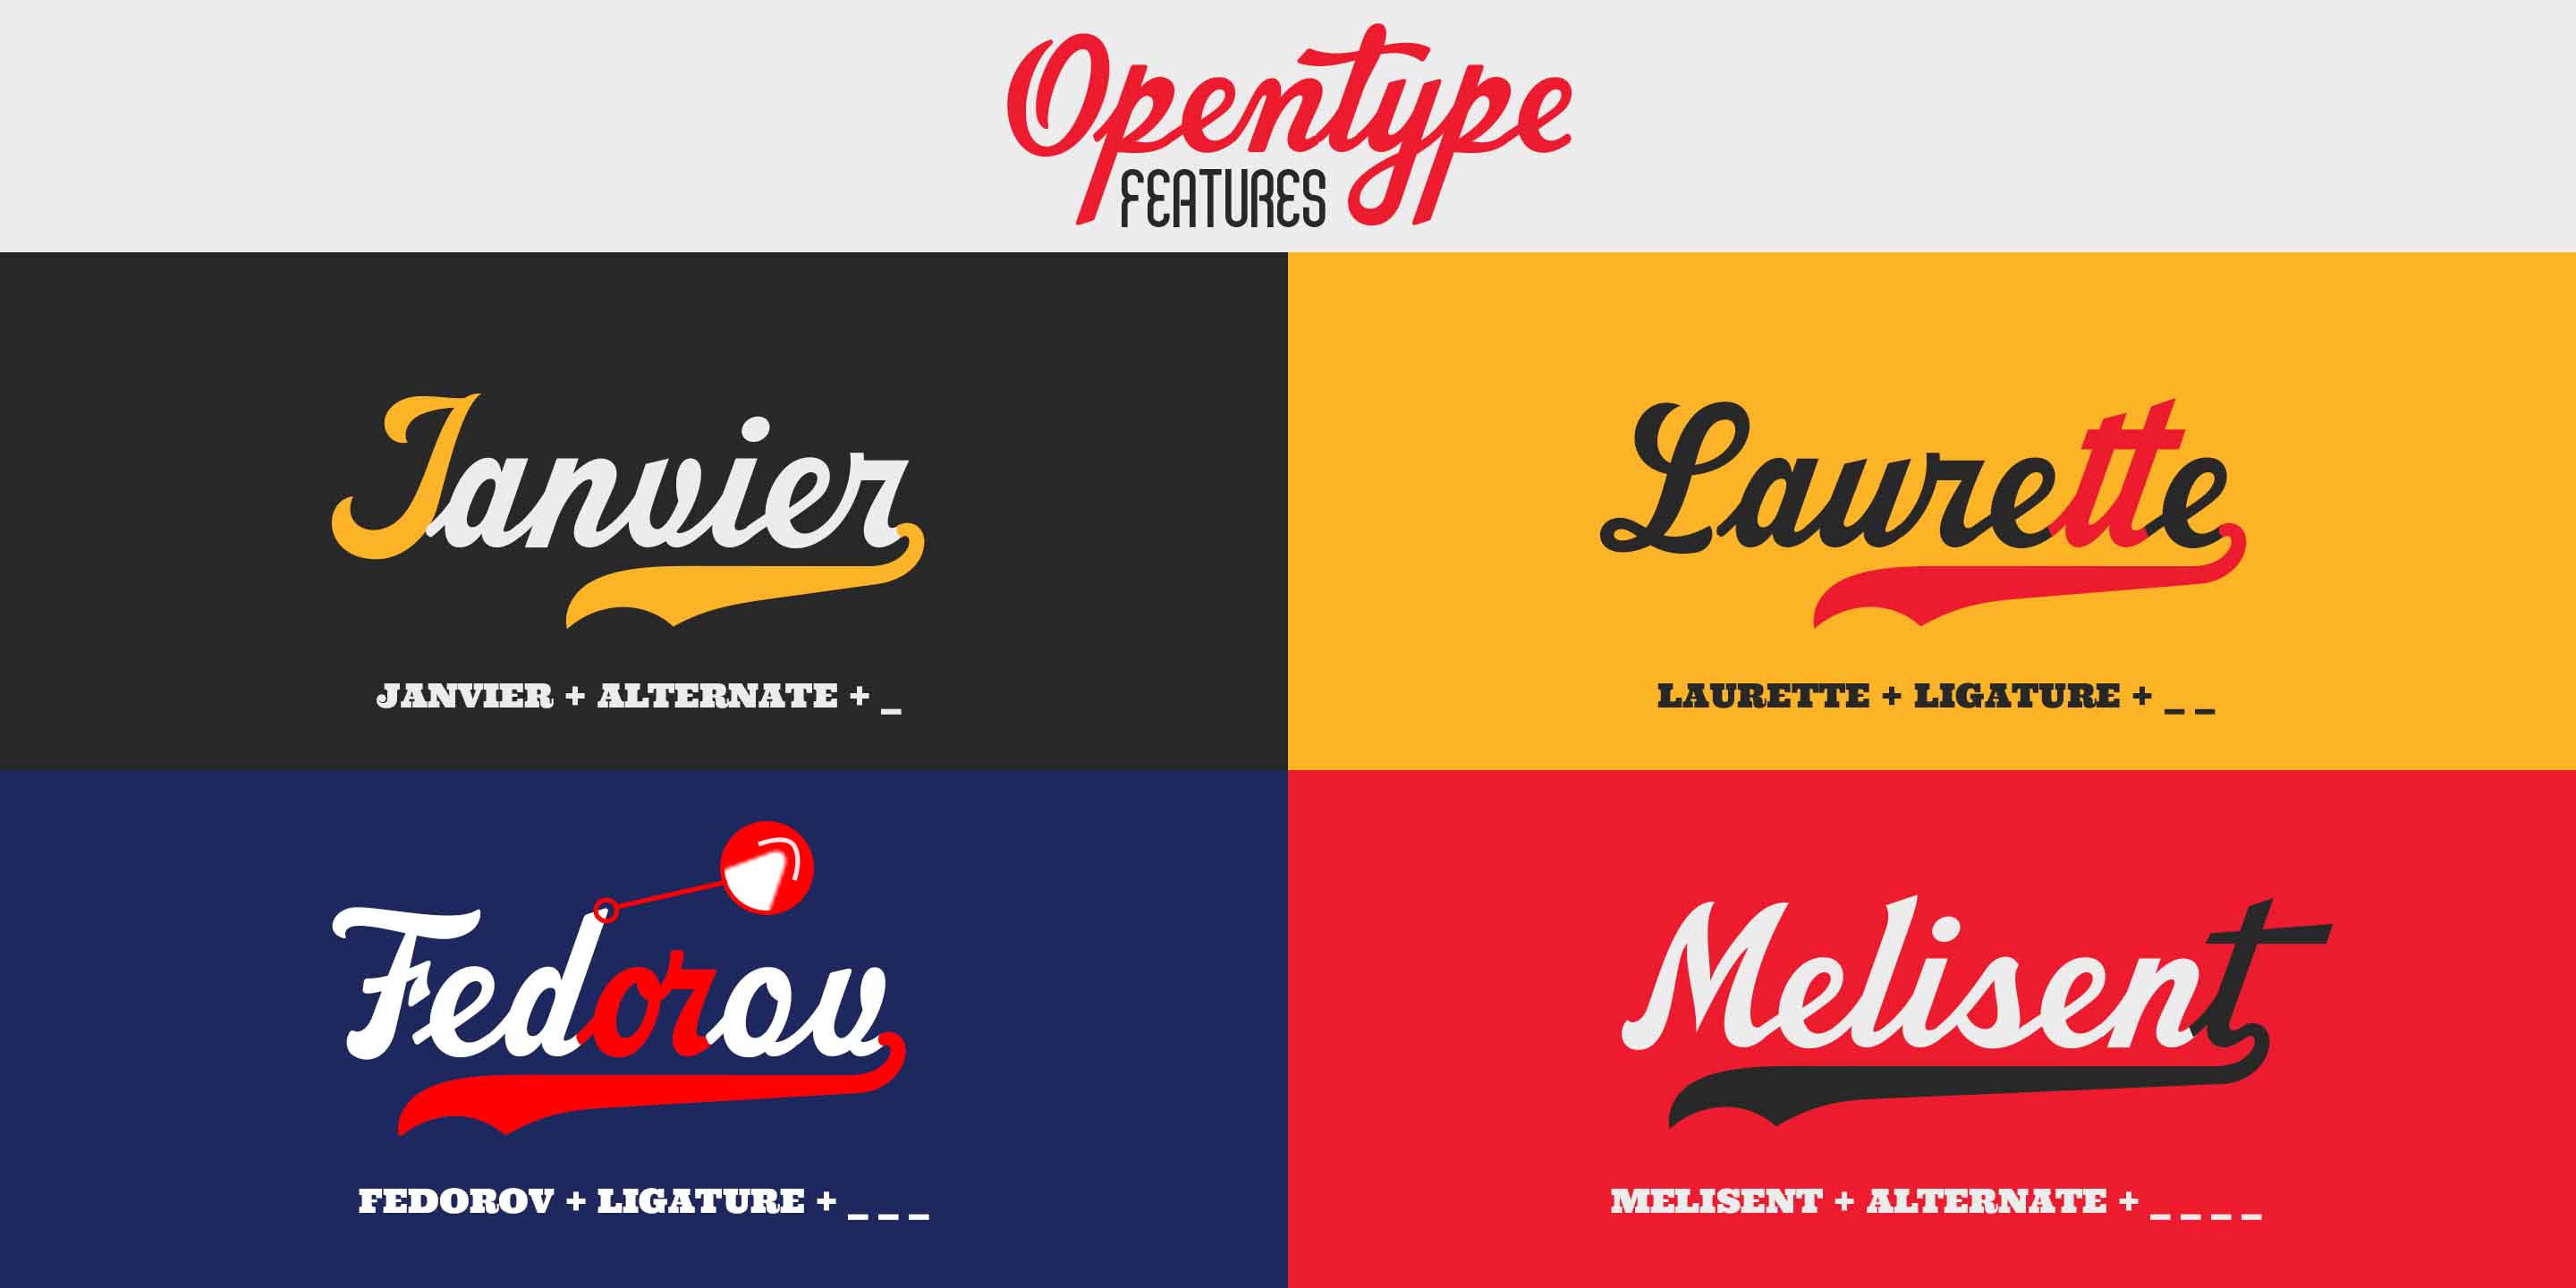 Opentype
FEATURES
Janvier
JANVIER + ALTERNATE + _
Laurette
LAURETTE + LIGATURE + _ _
Fedorov
FEDOROV + LIGATURE + _ _ _
Melisent
MELISENT + ALTERNATE + _ _ _ _